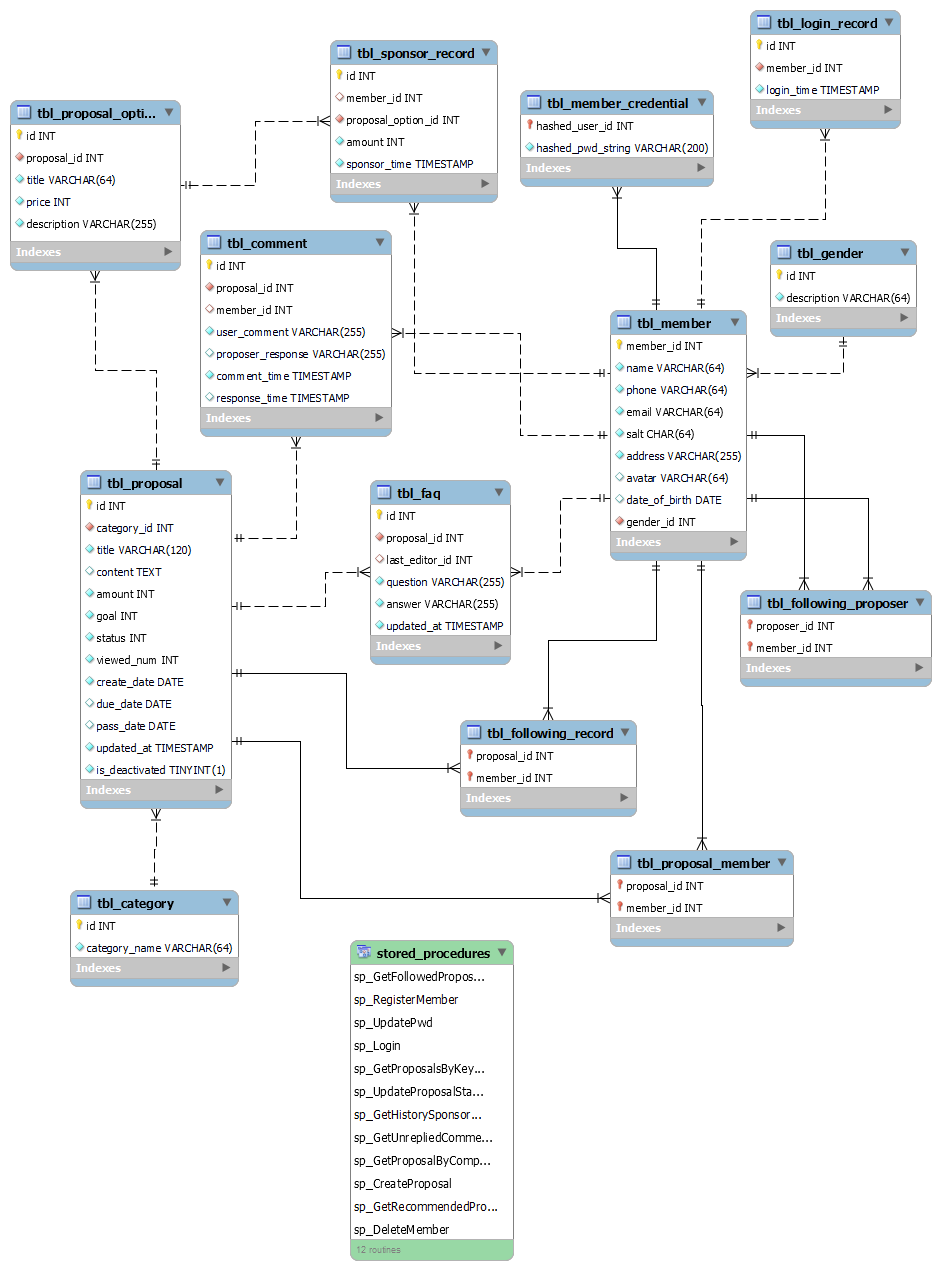 tbl_login_record
id INT
member_id INT
login_time TIMESTAMP
Indexes
tbl_sponsor_record
id INT
member_id INT
proposal_option_id INT
amount INT
sponsor_time TIMESTAMP
Indexes
tbl_member_credential
hashed_user_id INT
hashed_pwd_string VARCHAR(200)
Indexes
tbl_proposal_opti...
id INT
proposal_id INT
title VARCHAR(64)
price INT
description VARCHAR(255)
Indexes
tbl_comment
id INT
proposal_id INT
member_id INT
user_comment VARCHAR(255)
proposer_response VARCHAR(255)
comment_time TIMESTAMP
response_time TIMESTAMP
Indexes
tbl_gender
id INT
description VARCHAR(64)
Indexes
tbl_member
member_id INT
name VARCHAR(64)
phone VARCHAR(64)
email VARCHAR(64)
salt CHAR(64)
address VARCHAR(255)
avatar VARCHAR(64)
date_of_birth DATE
gender_id INT
Indexes
tbl_proposal
id INT
category_id INT
title VARCHAR(120)
content TEXT
amount INT
goal INT
status INT
viewed_num INT
create_date DATE
due_date DATE
pass_date DATE
updated_at TIMESTAMP
is_deactivated TINYINT(1)
Indexes
tbl_faq
id INT
proposal_id INT
last_editor_id INT
question VARCHAR(255)
answer VARCHAR(255)
updated_at TIMESTAMP
Indexes
tbl_following_proposer
proposer_id INT
member_id INT
Indexes
tbl_following_record
proposal_id INT
member_id INT
Indexes
tbl_proposal_member
proposal_id INT
member_id INT
Indexes
tbl_category
id INT
category_name VARCHAR(64)
Indexes
stored_procedures
sp_GetFollowedPropos...
sp_RegisterMember
sp_UpdatePwd
sp_Login
sp_GetProposalsByKey...
sp_UpdateProposalSta...
sp_GetHistorySponsor...
sp_GetUnrepliedComme...
sp_GetProposalByComp...
sp_CreateProposal
sp_GetRecommendedPro...
sp_DeleteMember
12 routines